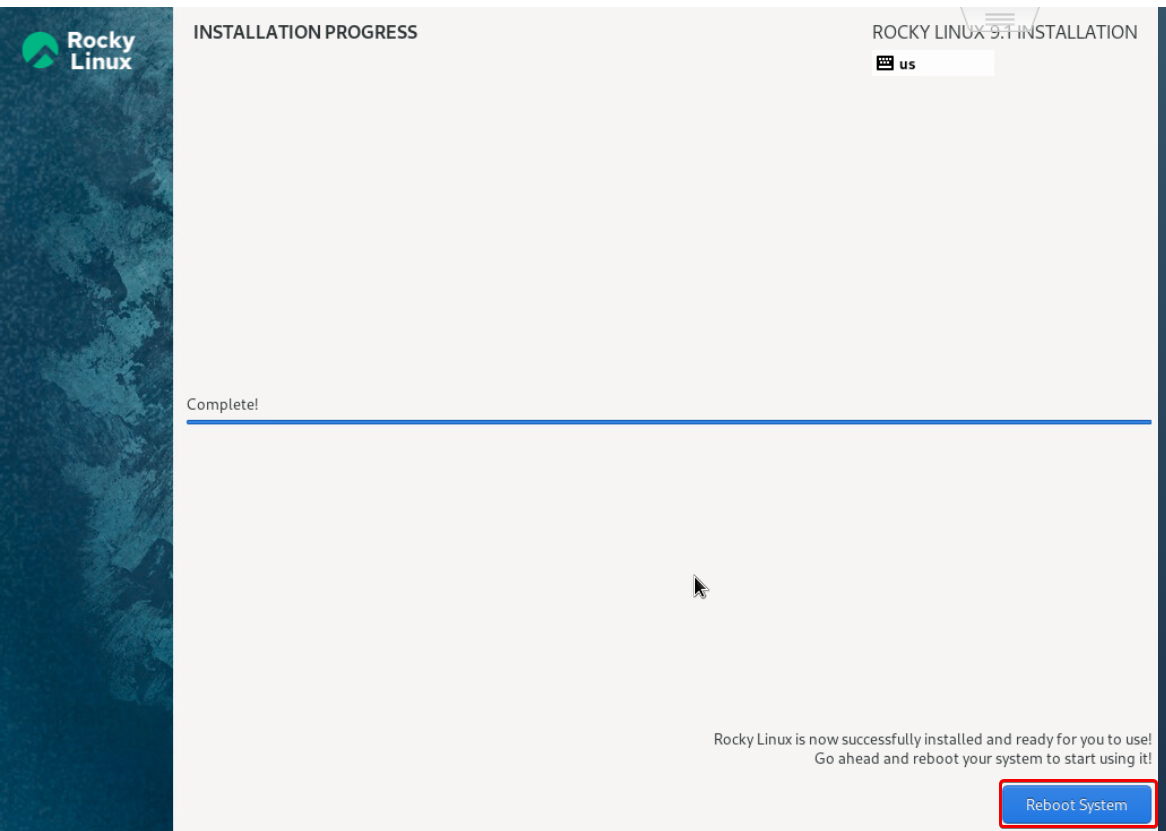 Rocky
Linux
INSTALLATION PROGRESS
ROCKY LINUX 9.1 INSTALLATION
us
Complete!
Rocky Linux is now successfully installed and ready for you to use!
Go ahead and reboot your system to start using it!
Reboot System